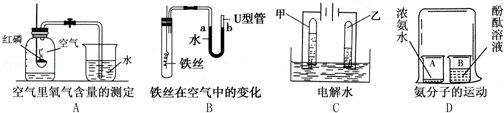 红磷
空气
水
空气里氧气含量的测定
A
U型管
a
b
水
铁丝
铁丝在空气中的变化
B
甲
乙
电解水
C
浓氨水
酚酞溶液
A
B
氨分子的运动
D